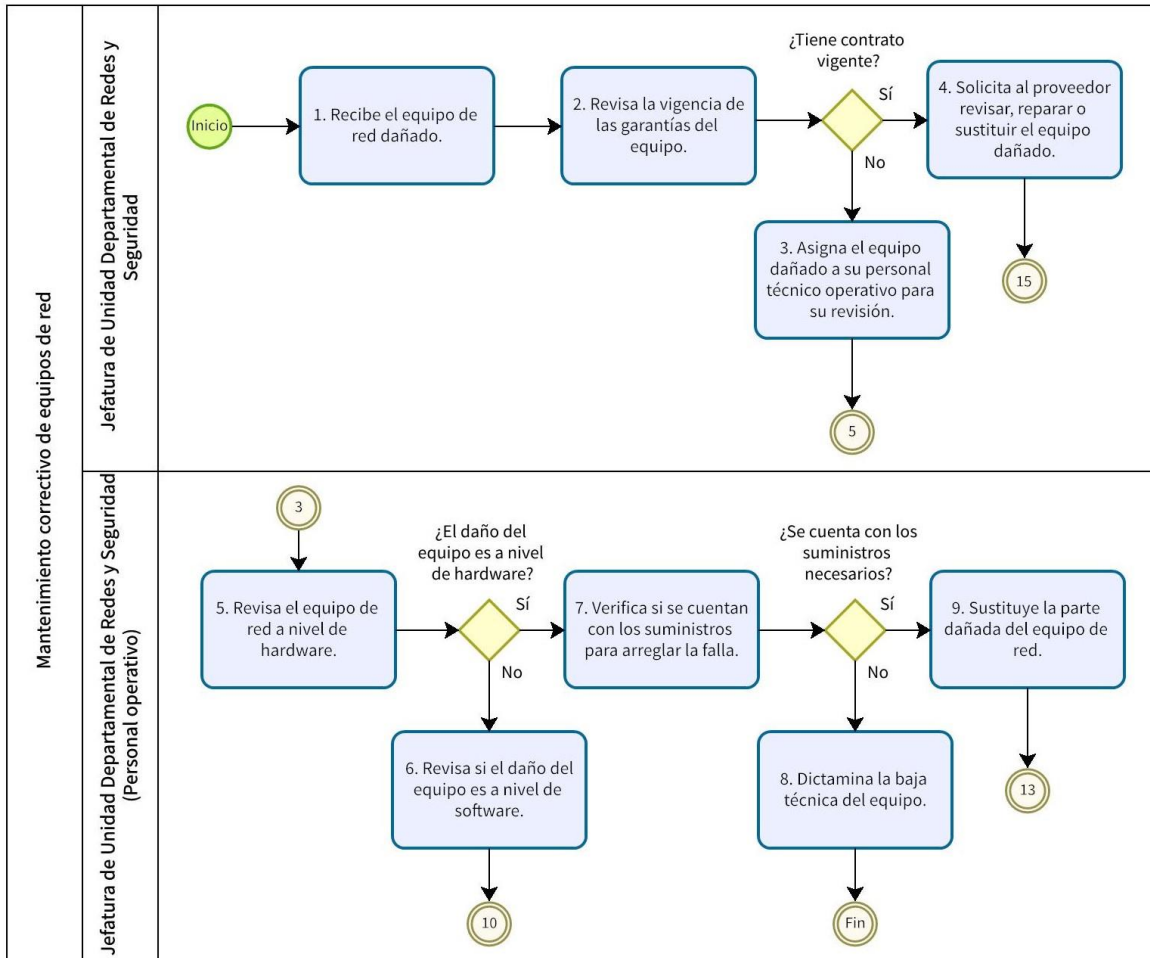 Mantenimiento correctivo de equipos de red
Jefatura de Unidad Departamental de Redes y
Seguridad
Inicio
1. Recibe el equipo de
red dañado.
2. Revisa la vigencia de
las garantías del
equipo.
¿Tiene contrato
vigente?
Sí
No
4. Solicita al proveedor
revisar, reparar o
sustituir el equipo
dañado.
15
3. Asigna el equipo
dañado a su personal
técnico operativo para
su revisión.
5
Jefatura de Unidad Departamental de Redes y Seguridad
(Personal operativo)
3
5. Revisa el equipo de
red a nivel de
hardware.
¿El daño del
equipo es a nivel
de hardware?
Sí
No
6. Revisa si el daño del
equipo es a nivel de
software.
10
7. Verifica si se cuentan
con los suministros
para arreglar la falla.
¿Se cuenta con los
suministros
necesarios?
Sí
No
8. Dictamina la baja
técnica del equipo.
Fin
9. Sustituye la parte
dañada del equipo de
red.
13